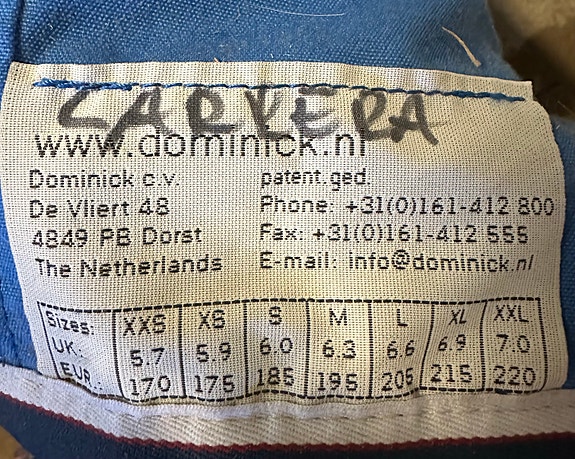 CARRERA
www.dominick.nl
Dominick c.v. patent.ged.
De Vliert 48 Phone: +31(0)161-412 800
4849 PB Dorst Fax: +31(0)161-412 555
The Netherlands E-mail: info@dominick.nl
Sizes: XXS XS S M L XL XXL
UK.: 5.7 5.9 6.0 6.3 6.6 6.9 7.0
EUR.: 170 175 185 195 205 215 220